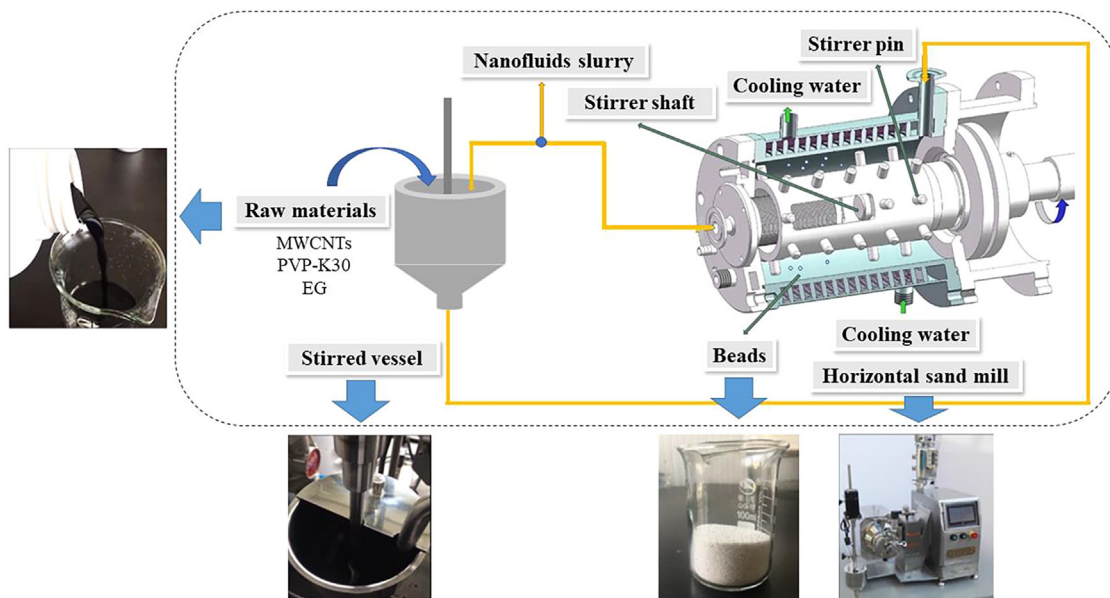 Stirrer pin
Nanofluids slurry
Cooling water
Stirrer shaft
Raw materials
MWCNTs
PVP-K30
EG
Cooling water
Stirred vessel
Beads
Horizontal sand mill
100ml